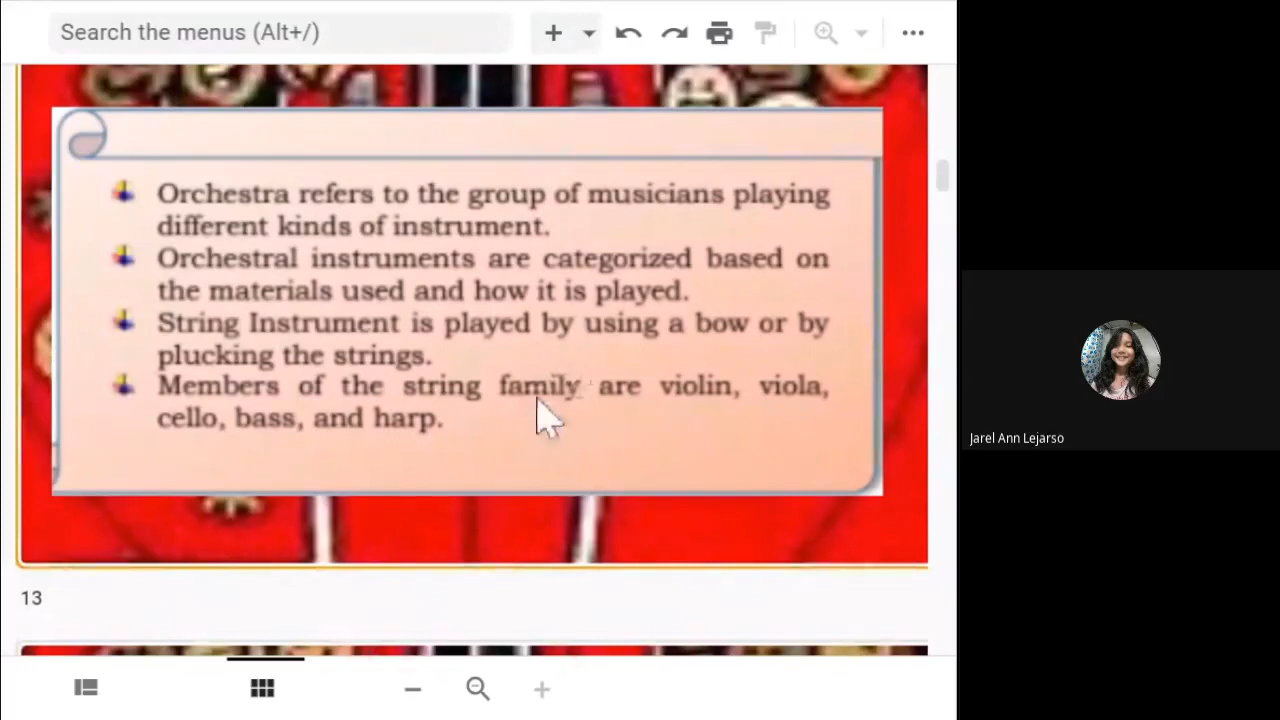 Search the menus (Alt+/)
Orchestra refers to the group of musicians playing
different kinds of instrument.
Orchestral instruments are categorized based on
the materials used and how it is played.
String Instrument is played by using a bow or by
plucking the strings.
Members of the string family are violin, viola,
cello, bass, and harp.
13
Jarel Ann Lejarso